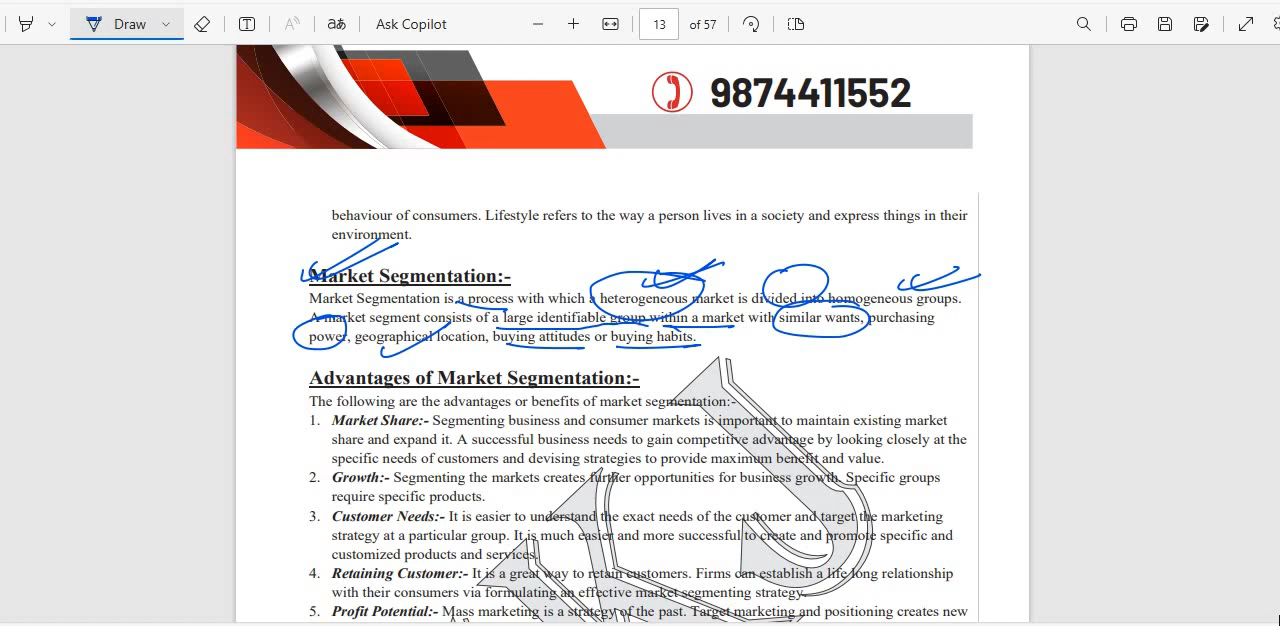 Draw
Ask Copilot
13 of 57
9874411552
behaviour of consumers. Lifestyle refers to the way a person lives in a society and express things in their
environment.
Market Segmentation:-
Market Segmentation is a process with which a heterogeneous market is divided into homogeneous groups.
A market segment consists of a large identifiable group within a market with similar wants, purchasing
power, geographical location, buying attitudes or buying habits.
Advantages of Market Segmentation:-
The following are the advantages or benefits of market segmentation:-
1. Market Share:- Segmenting business and consumer markets is important to maintain existing market
share and expand it. A successful business needs to gain competitive advantage by looking closely at the
specific needs of customers and devising strategies to provide maximum benefit and value.
2. Growth:- Segmenting the markets creates further opportunities for business growth. Specific groups
require specific products.
3. Customer Needs:- It is easier to understand the exact needs of the customer and target the marketing
strategy at a particular group. It is much easier and more successful to create and promote specific and
customized products and services.
4. Retaining Customer:- It is a great way to retain customers. Firms can establish a life long relationship
with their consumers via formulating an effective market segmenting strategy.
5. Profit Potential:- Mass marketing is a strategy of the past. Target marketing and positioning creates new